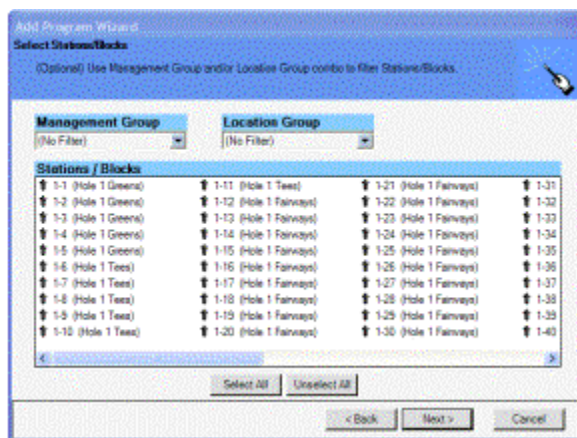 Add Program Wizard
Select Stations/Blocks
(Optional) Use Management Group and/or Location Group combo to filter Stations/Blocks.
Management Group Location Group
(No Filter) (No Filter)
Stations / Blocks
1-1 (Hole 1 Greens) 1-11 (Hole 1 Tees) 1-21 (Hole 1 Fairways) 1-31
1-2 (Hole 1 Greens) 1-12 (Hole 1 Fairways) 1-22 (Hole 1 Fairways) 1-32
1-3 (Hole 1 Greens) 1-13 (Hole 1 Fairways) 1-23 (Hole 1 Fairways) 1-33
1-4 (Hole 1 Greens) 1-14 (Hole 1 Fairways) 1-24 (Hole 1 Fairways) 1-34
1-5 (Hole 1 Greens) 1-15 (Hole 1 Fairways) 1-25 (Hole 1 Fairways) 1-35
1-6 (Hole 1 Tees) 1-16 (Hole 1 Fairways) 1-26 (Hole 1 Fairways) 1-36
1-7 (Hole 1 Tees) 1-17 (Hole 1 Fairways) 1-27 (Hole 1 Fairways) 1-37
1-8 (Hole 1 Tees) 1-18 (Hole 1 Fairways) 1-28 (Hole 1 Fairways) 1-38
1-9 (Hole 1 Tees) 1-19 (Hole 1 Fairways) 1-29 (Hole 1 Fairways) 1-39
1-10 (Hole 1 Tees) 1-20 (Hole 1 Fairways) 1-30 (Hole 1 Fairways) 1-40
Select All Unselect All
< Back Next > Cancel